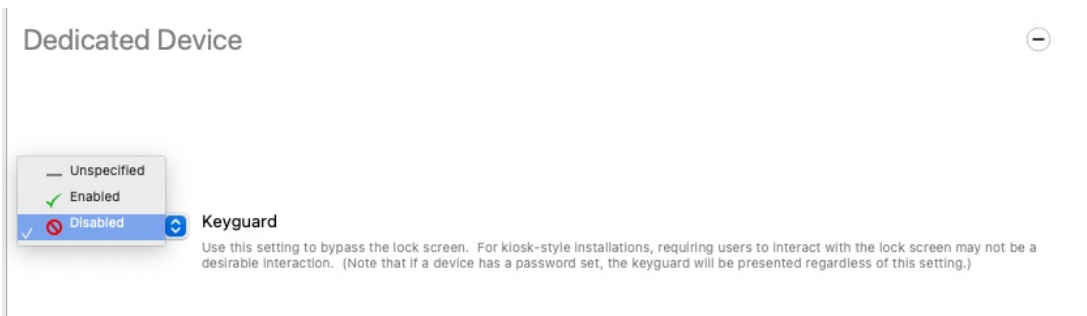 Dedicated Device
Unspecified
Enabled
Disabled
Keyguard
Use this setting to bypass the lock screen. For kiosk-style installations, requiring users to interact with the lock screen may not be a
desirable interaction. (Note that if a device has a password set, the keyguard will be presented regardless of this setting.)